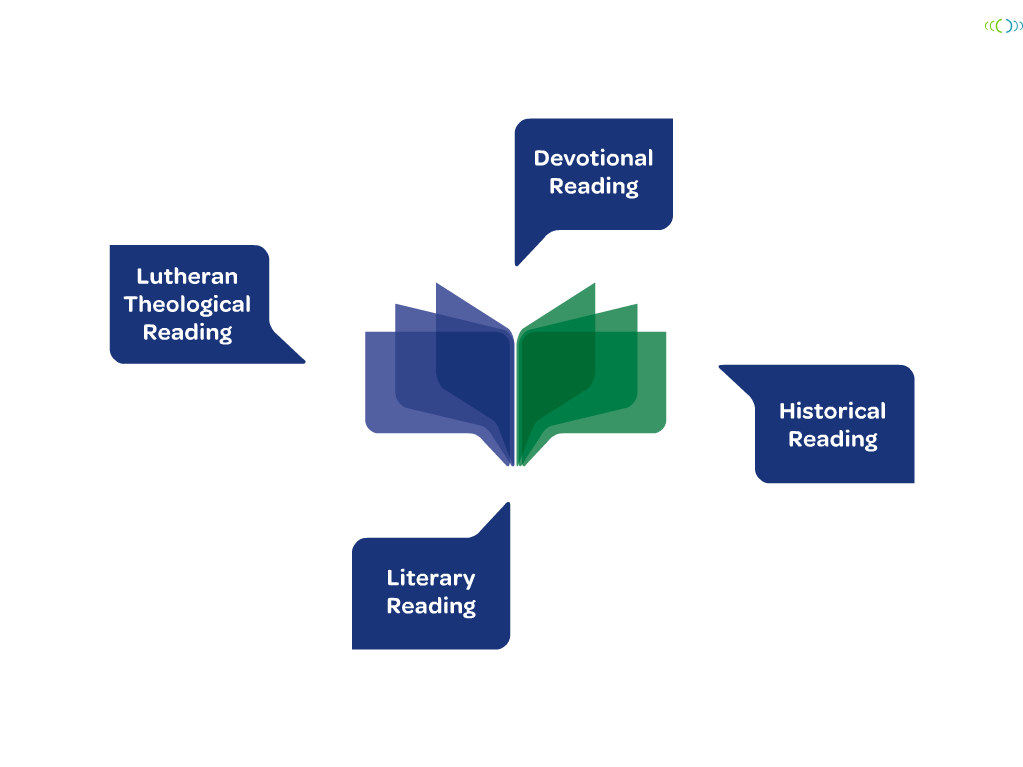 Devotional
Reading
Lutheran
Theological
Reading
Historical
Reading
Literary
Reading